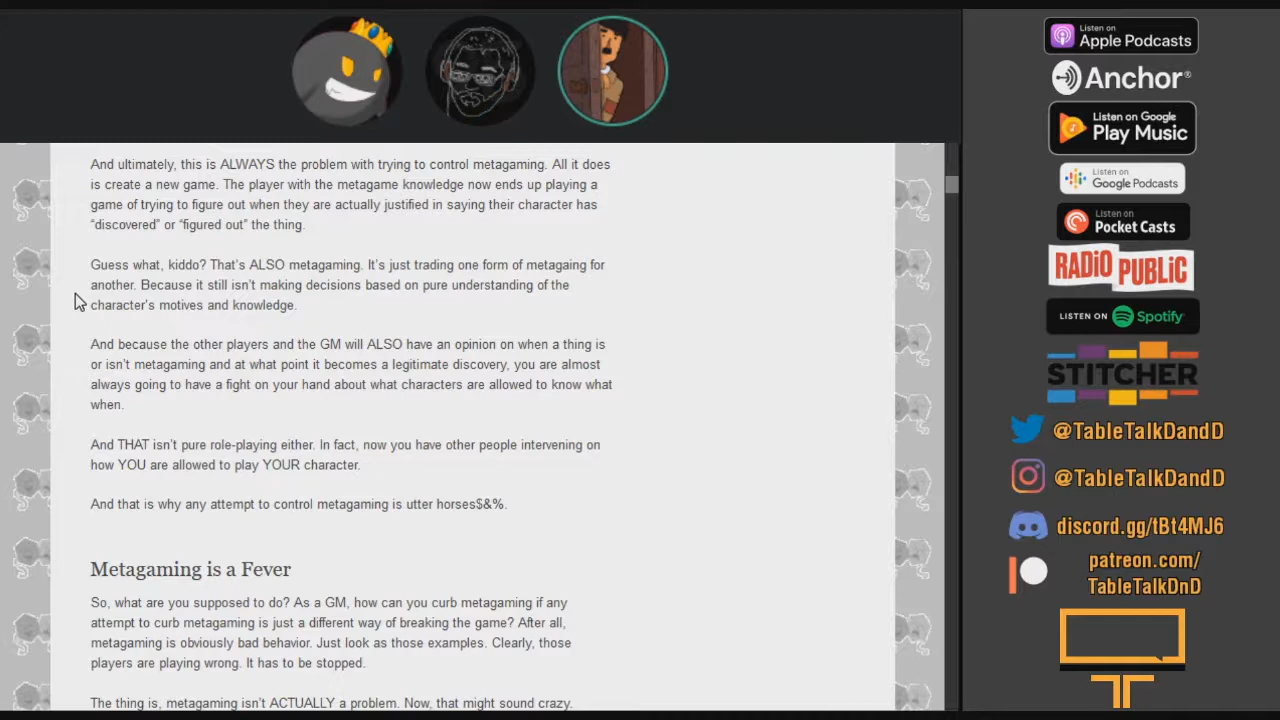 And ultimately, this is ALWAYS the problem with trying to control metagaming. All it does
is create a new game. The player with the metagame knowledge now ends up playing a
game of trying to figure out when they are actually justified in saying their character has
“discovered” or “figured out” the thing.
Guess what, kiddo? That’s ALSO metagaming. It’s just trading one form of metagaing for
another. Because it still isn’t making decisions based on pure understanding of the
character’s motives and knowledge.
And because the other players and the GM will ALSO have an opinion on when a thing is
or isn’t metagaming and at what point it becomes a legitimate discovery, you are almost
always going to have a fight on your hand about what characters are allowed to know what
when.
And THAT isn’t pure role-playing either. In fact, now you have other people intervening on
how YOU are allowed to play YOUR character.
And that is why any attempt to control metagaming is utter horses$&%.
Metagaming is a Fever
So, what are you supposed to do? As a GM, how can you curb metagaming if any
attempt to curb metagaming is just a different way of breaking the game? After all,
metagaming is obviously bad behavior. Just look as those examples. Clearly, those
players are playing wrong. It has to be stopped.
The thing is, metagaming isn’t ACTUALLY a problem. Now, that might sound crazy.
Listen on
Apple Podcasts
Anchor®
Listen on Google
Play Music
Listen on
Google Podcasts
Listen on
Pocket Casts
RADiO
PUBLiC
LISTEN ON Spotify®
STITCHER
@TableTalkDandD
@TableTalkDandD
discord.gg/tBt4MJ6
patreon.com/
TableTalkDnD